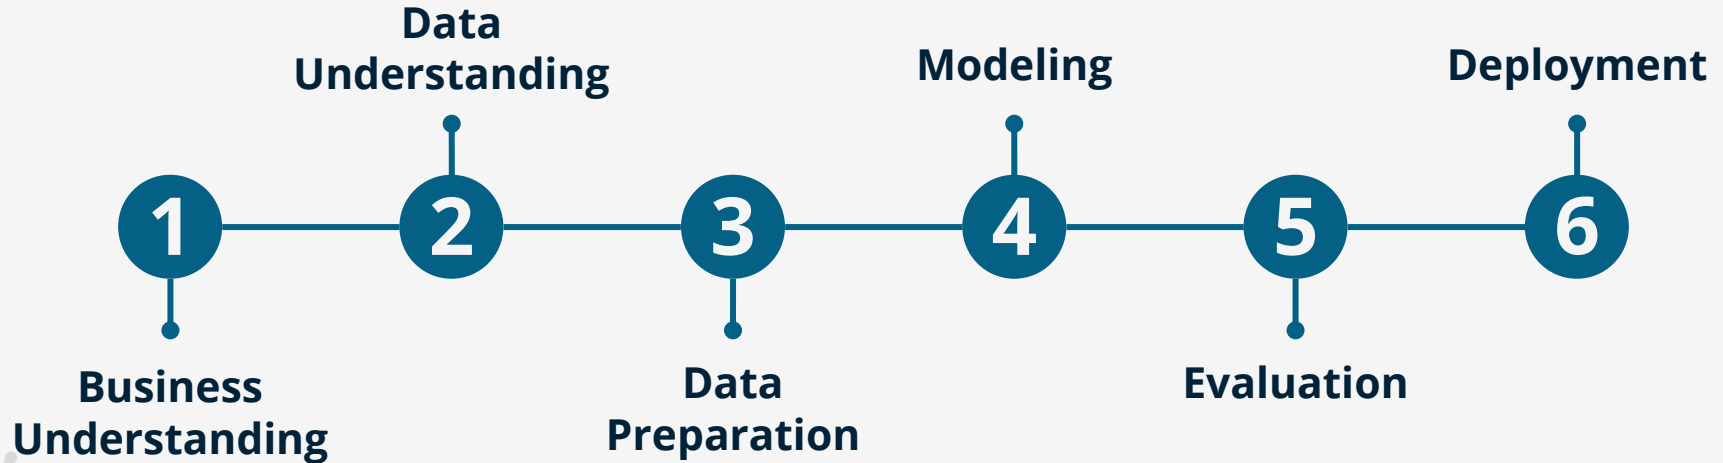 Data
Understanding
Modeling
Deployment
1
2
3
4
5
6
Business
Understanding
Data
Preparation
Evaluation